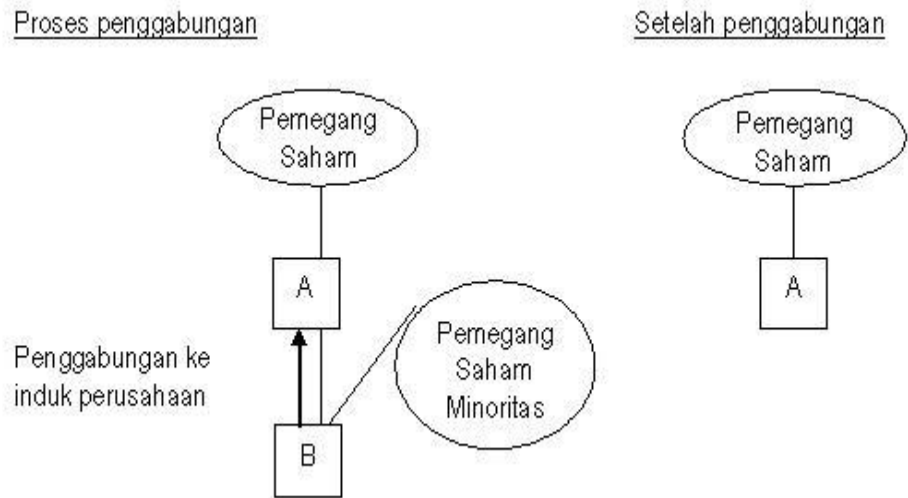 Proses penggabungan
Setelah penggabungan
Pemegang
Saham
Pemegang
Saham
A
A
Penggabungan ke
induk perusahaan
Pemegang
Saham
Minoritas
B